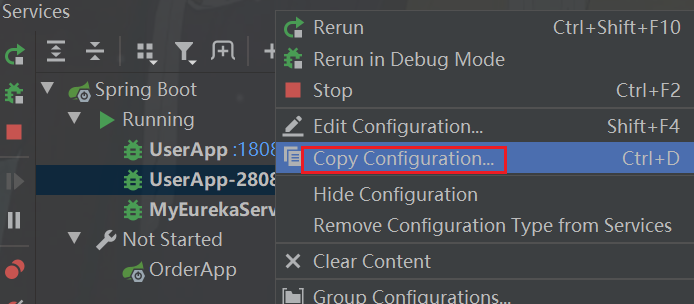 Services
Spring Boot
Running
UserApp :1808
UserApp-2808
MyEurekaServ
Not Started
OrderApp
Rerun Ctrl+Shift+F10
Rerun in Debug Mode
Stop Ctrl+F2
Edit Configuration... Shift+F4
Copy Configuration... Ctrl+D
Hide Configuration
Remove Configuration Type from Services
Clear Content
Group Configurations...